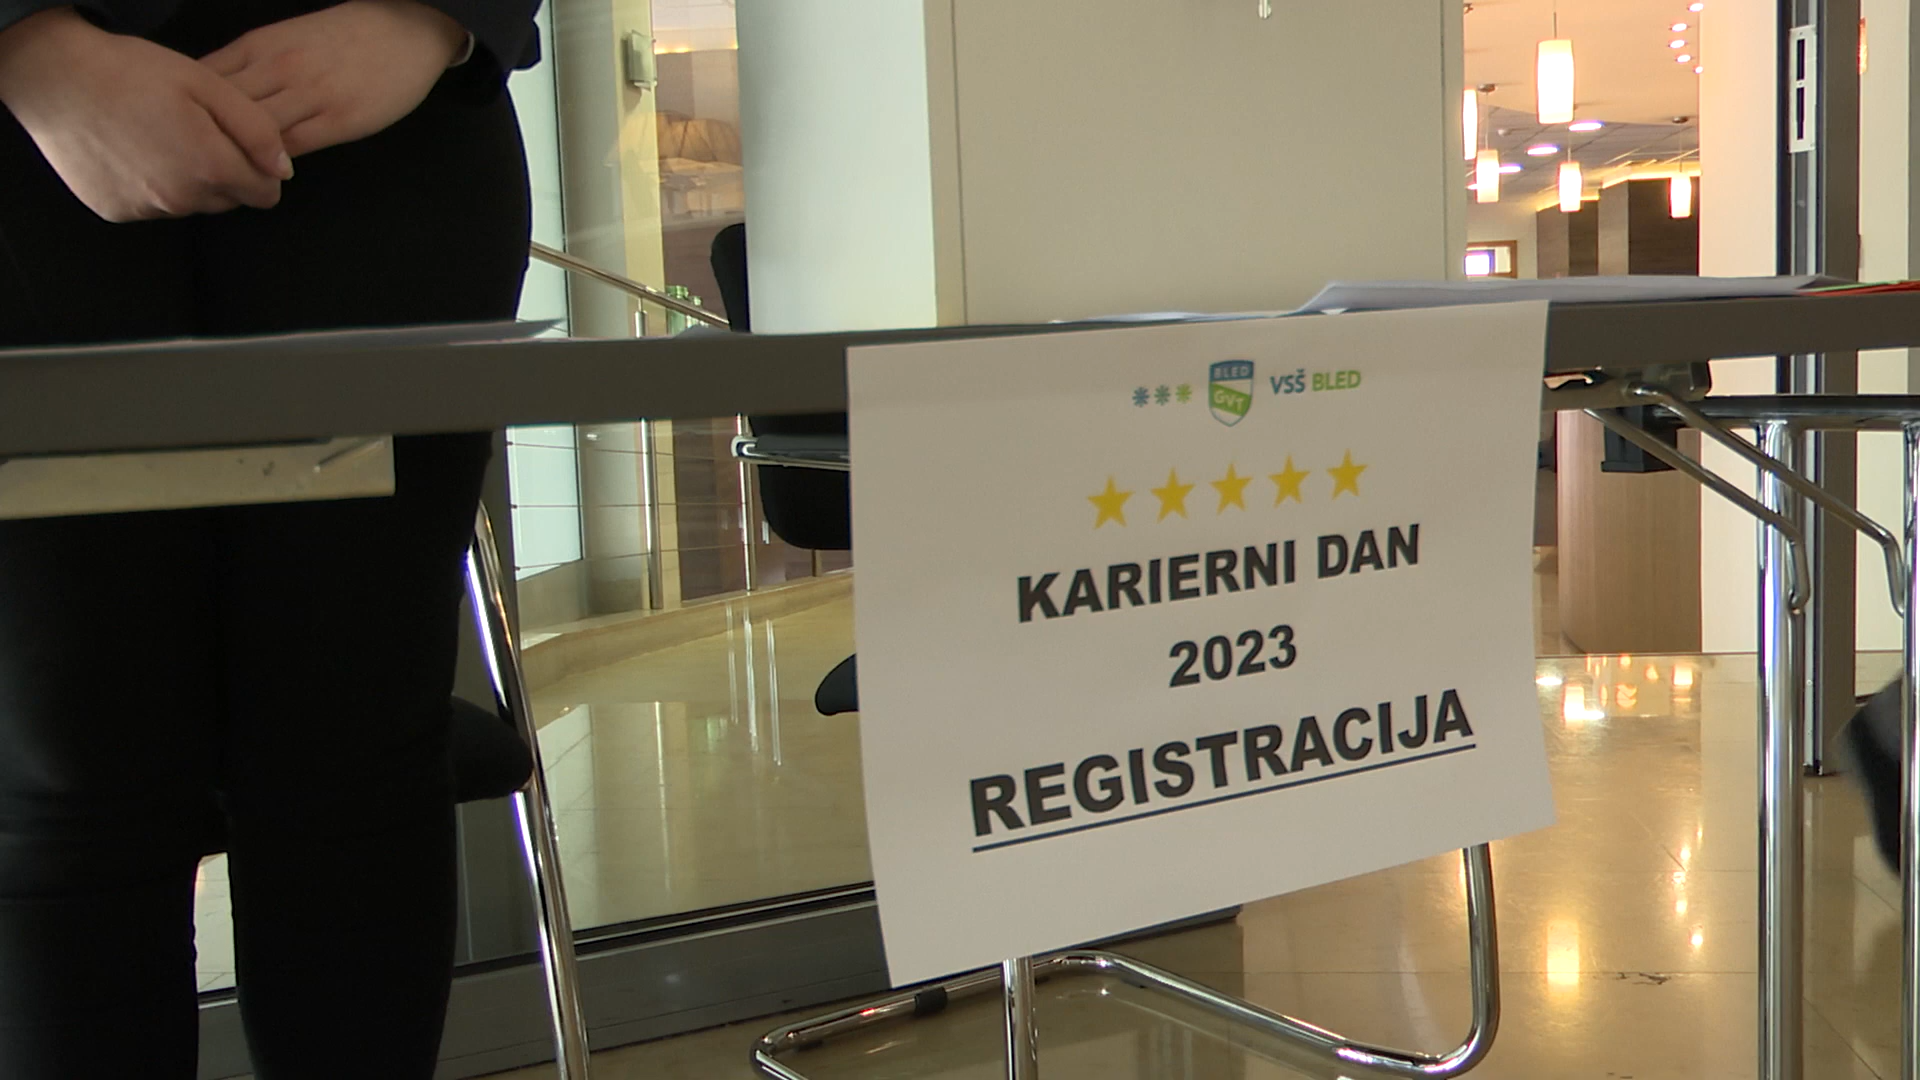 BLED
GVT
VSŠ BLED
KARIERNI DAN
2023
REGISTRACIJA